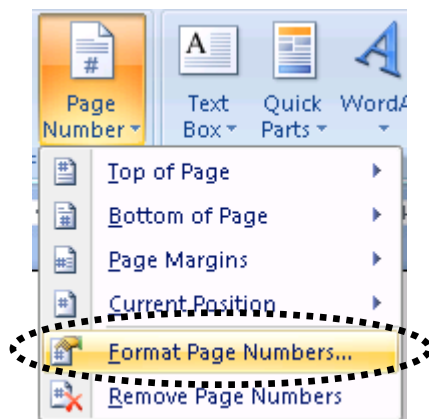 Page Number
Text Box
Quick Parts
Top of Page
Bottom of Page
Page Margins
Current Position
Format Page Numbers...
Remove Page Numbers